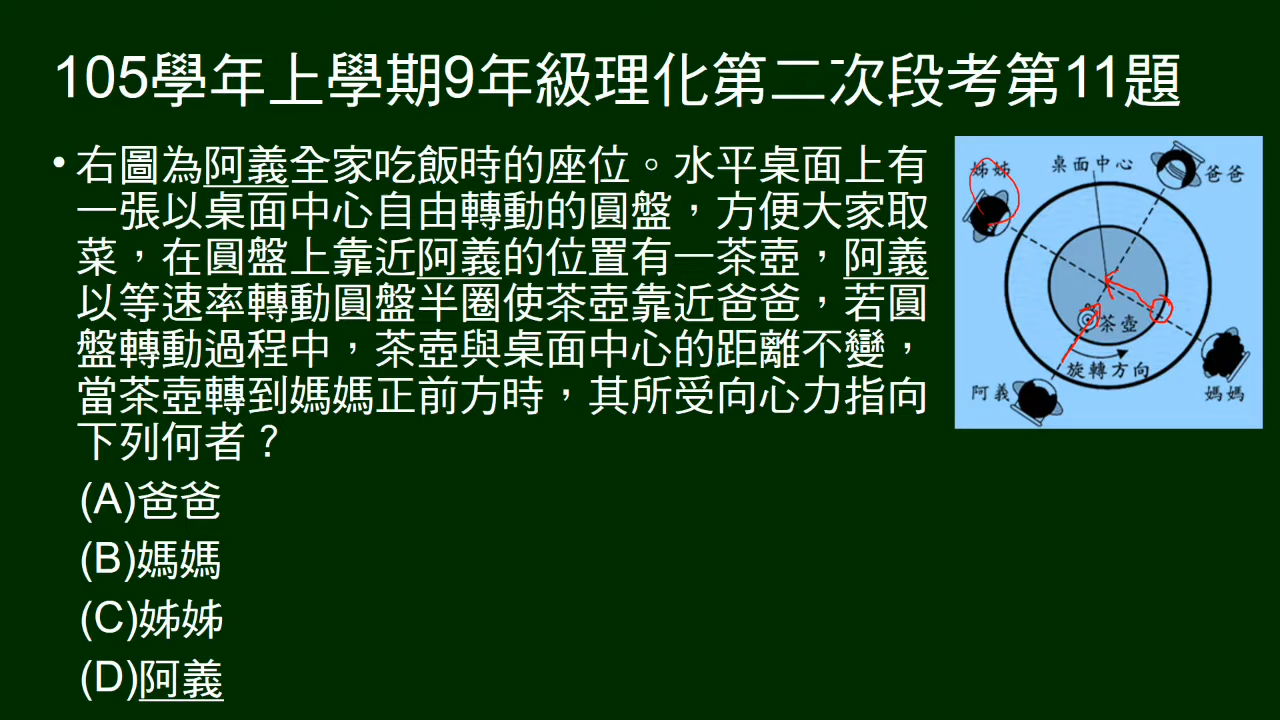 105學年上學期9年級理化第二次段考第11題
• 右圖為阿義全家吃飯時的座位。水平桌面上有
一張以桌面中心自由轉動的圓盤，方便大家取
菜，在圓盤上靠近阿義的位置有一茶壺，阿義
以等速率轉動圓盤半圈使茶壺靠近爸爸，若圓
盤轉動過程中，茶壺與桌面中心的距離不變，
當茶壺轉到媽媽正前方時，其所受向心力指向
下列何者？
(A)爸爸
(B)媽媽
(C)姊姊
(D)阿義
姊姊
桌面中心
爸爸
茶壺
旋轉方向
阿義
媽媽